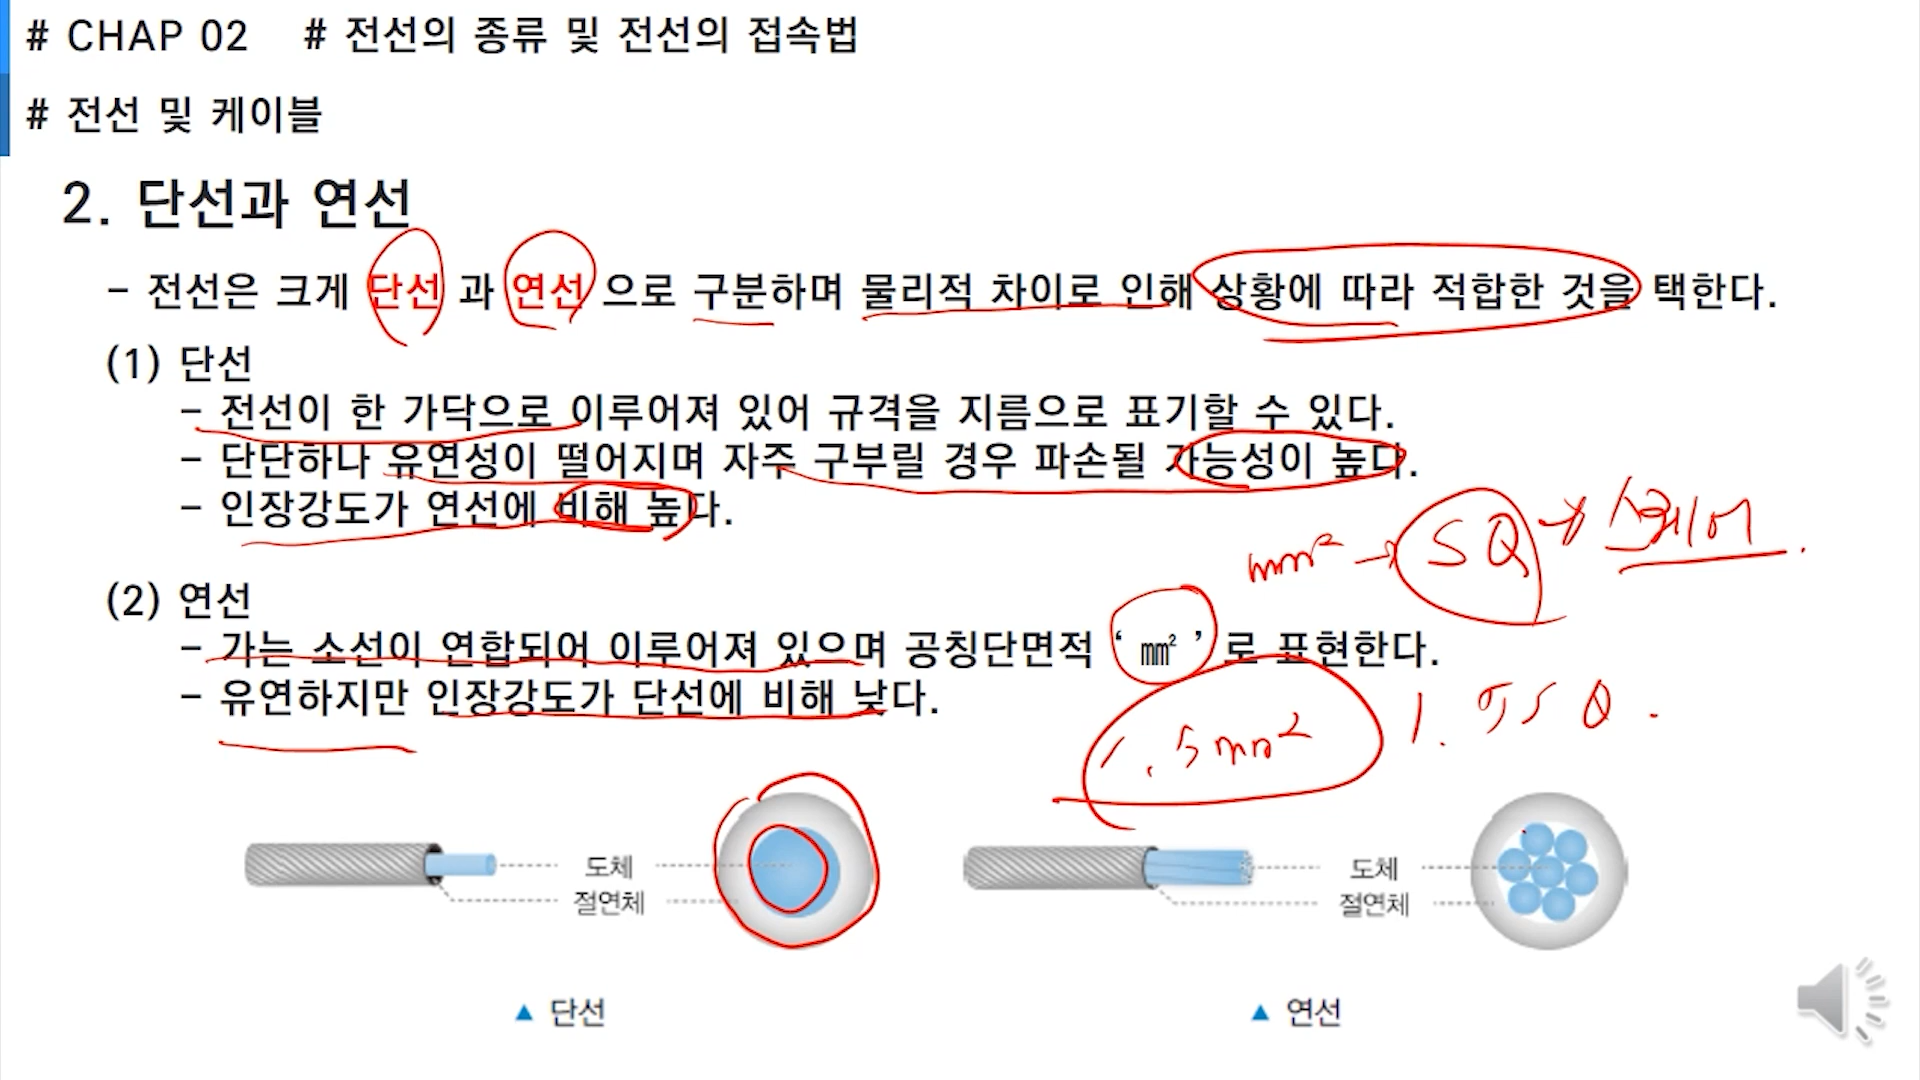 # CHAP 02 # 전선의 종류 및 전선의 접속법
# 전선 및 케이블
2. 단선과 연선
- 전선은 크게 단선 과 연선 으로 구분하며 물리적 차이로 인해 상황에 따라 적합한 것을 택한다.
(1) 단선
- 전선이 한 가닥으로 이루어져 있어 규격을 지름으로 표기할 수 있다.
- 단단하나 유연성이 떨어지며 자주 구부릴 경우 파손될 가능성이 높다.
- 인장강도가 연선에 비해 높다.
mm² → SQ → 스퀘어.
(2) 연선
- 가는 소선이 연합되어 이루어져 있으며 공칭단면적 ‘㎟’로 표현한다.
- 유연하지만 인장강도가 단선에 비해 낮다.
1.5mm² 1. SQ.
도체 도체
절연체 절연체
▲ 단선 ▲ 연선